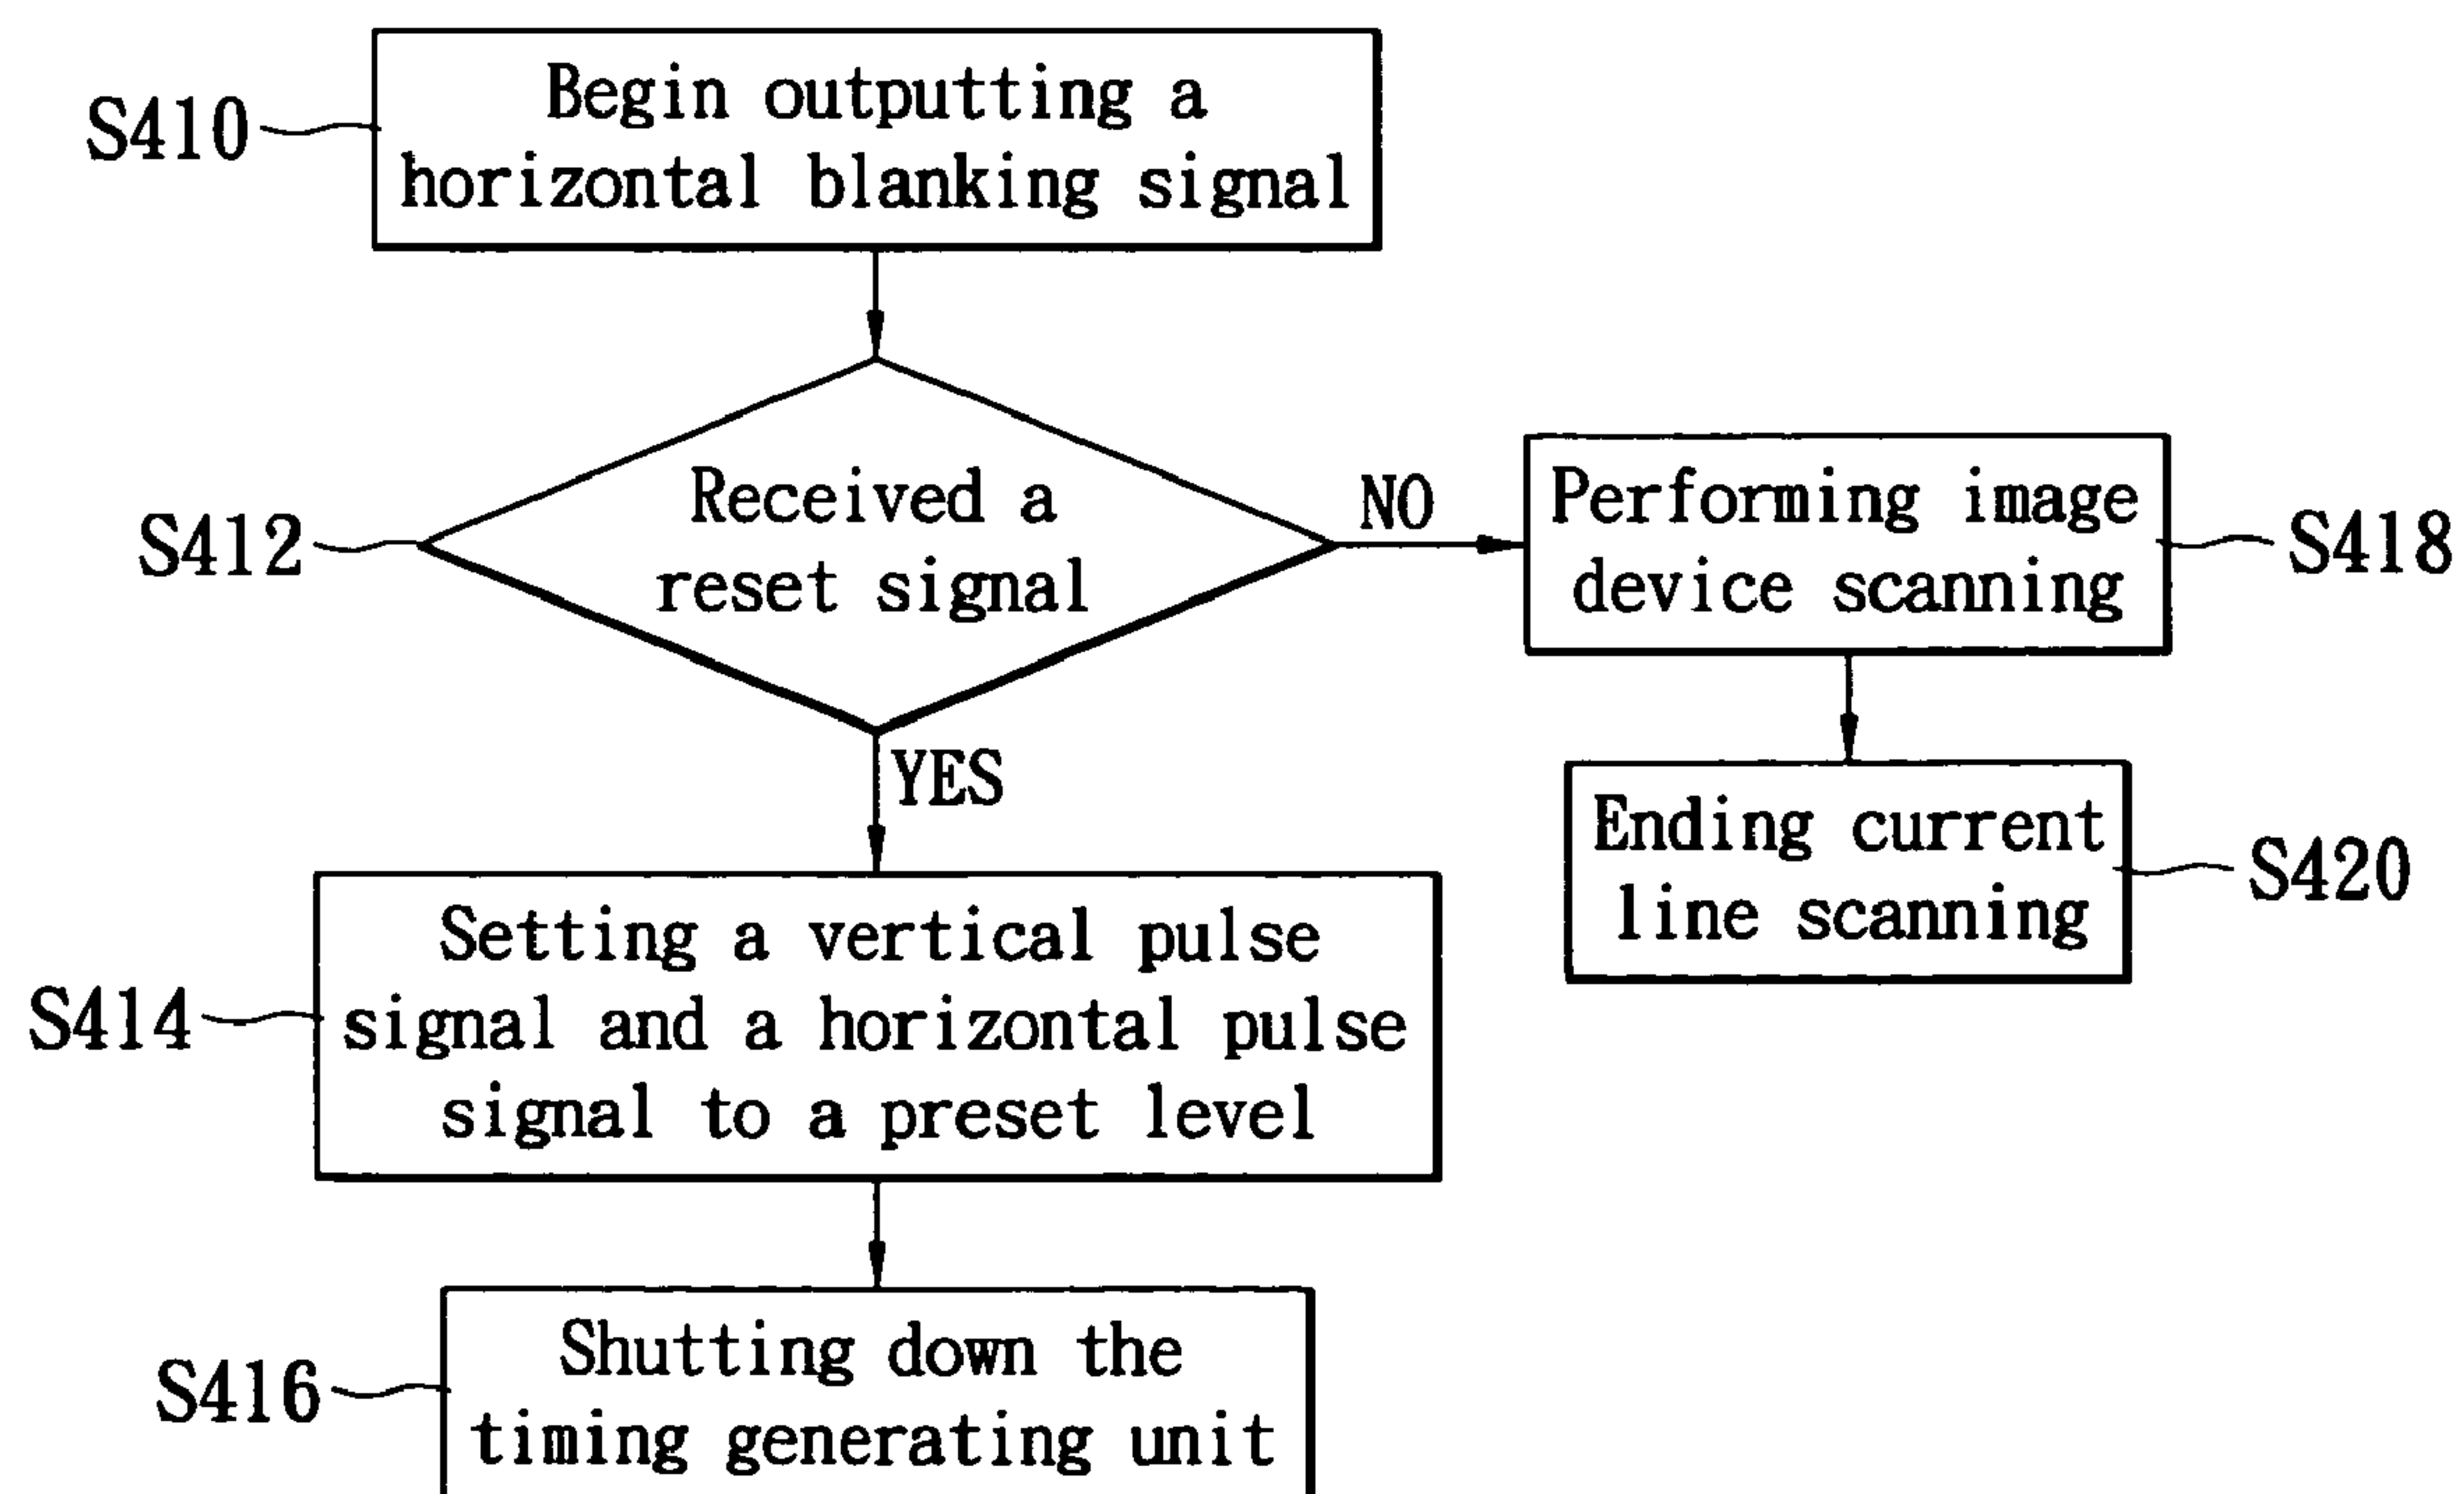 S410
Begin outputting a
horizontal blanking signal
S412
Received a
reset signal
NO
Performing image
device scanning
S418
YES
Ending current
line scanning
S420
S414
Setting a vertical pulse
signal and a horizontal pulse
signal to a preset level
S416
Shutting down the
timing generating unit